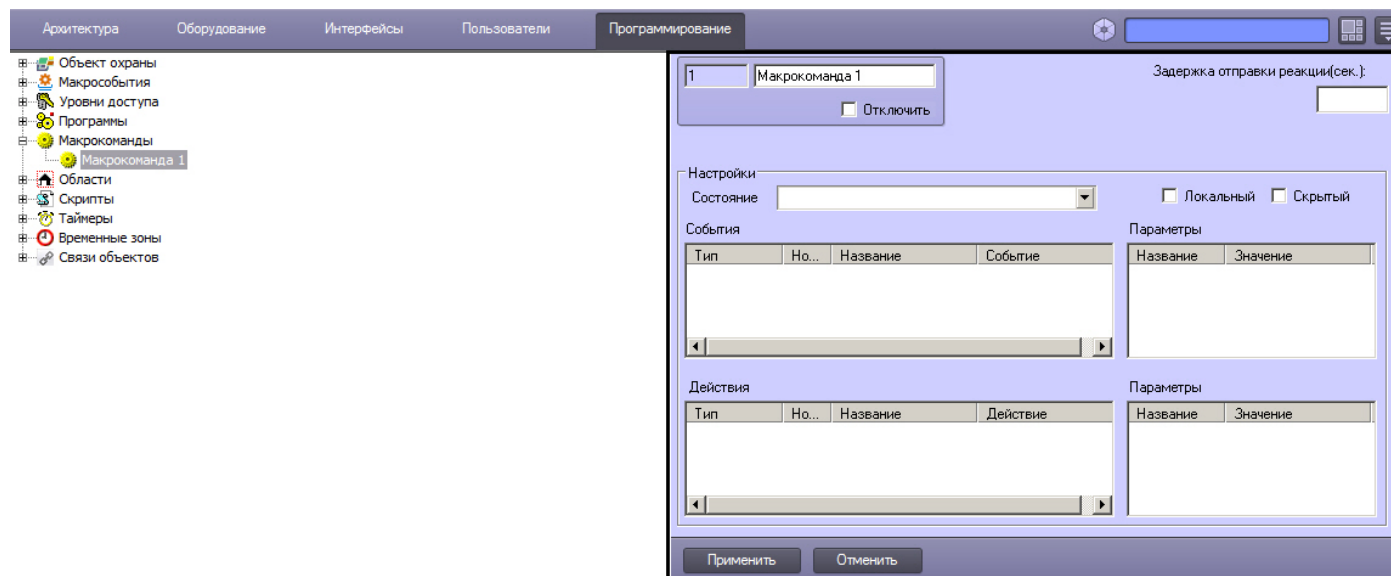 Архитектура Оборудование Интерфейсы Пользователи Программирование
Объект охраны
Макрособытия
Уровни доступа
Программы
Макрокоманды
Макрокоманда 1
Области
Скрипты
Таймеры
Временные зоны
Связи объектов
1 Макрокоманда 1
Отключить
Задержка отправки реакции(сек.):
Настройки
Состояние
Локальный Скрытый
События Параметры
Тип Но... Название Событие Название Значение
Действия Параметры
Тип Но... Название Действие Название Значение
Применить Отменить